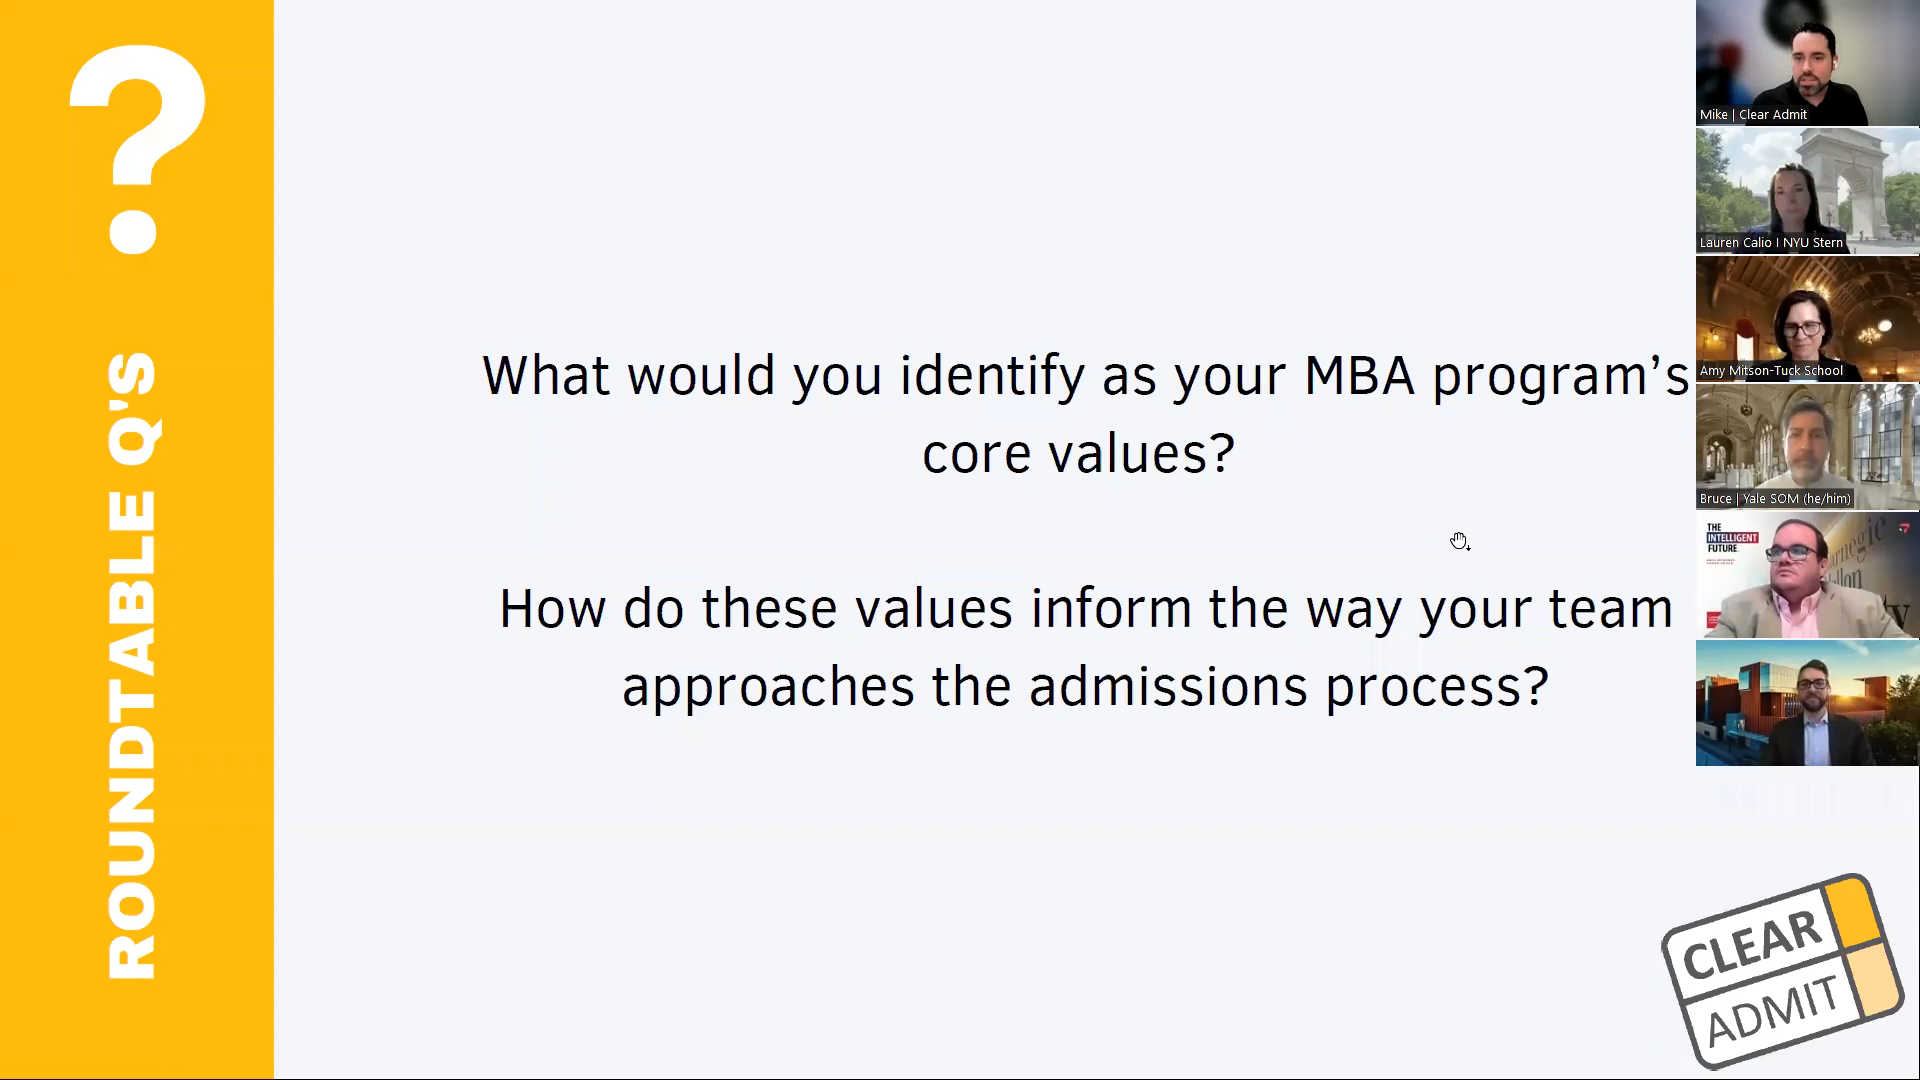 ?
ROUNDTABLE Q'S
What would you identify as your MBA program’s
core values?
How do these values inform the way your team
approaches the admissions process?
Mike | Clear Admit
Lauren Calio I NYU Stern
Amy Mitson-Tuck School
Bruce | Yale SOM (he/him)
THE
INTELLIGENT
FUTURE
CLEAR
ADMIT